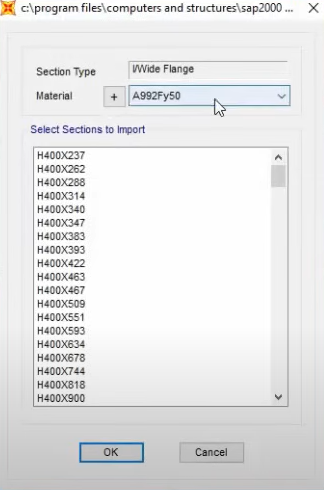 c:\program files\computers and structures\sap2000 ...
Section Type I/Wide Flange
Material + A992Fy50
Select Sections to Import
H400X237
H400X262
H400X288
H400X314
H400X340
H400X347
H400X383
H400X393
H400X422
H400X463
H400X467
H400X509
H400X551
H400X593
H400X634
H400X678
H400X744
H400X818
H400X900
OK Cancel